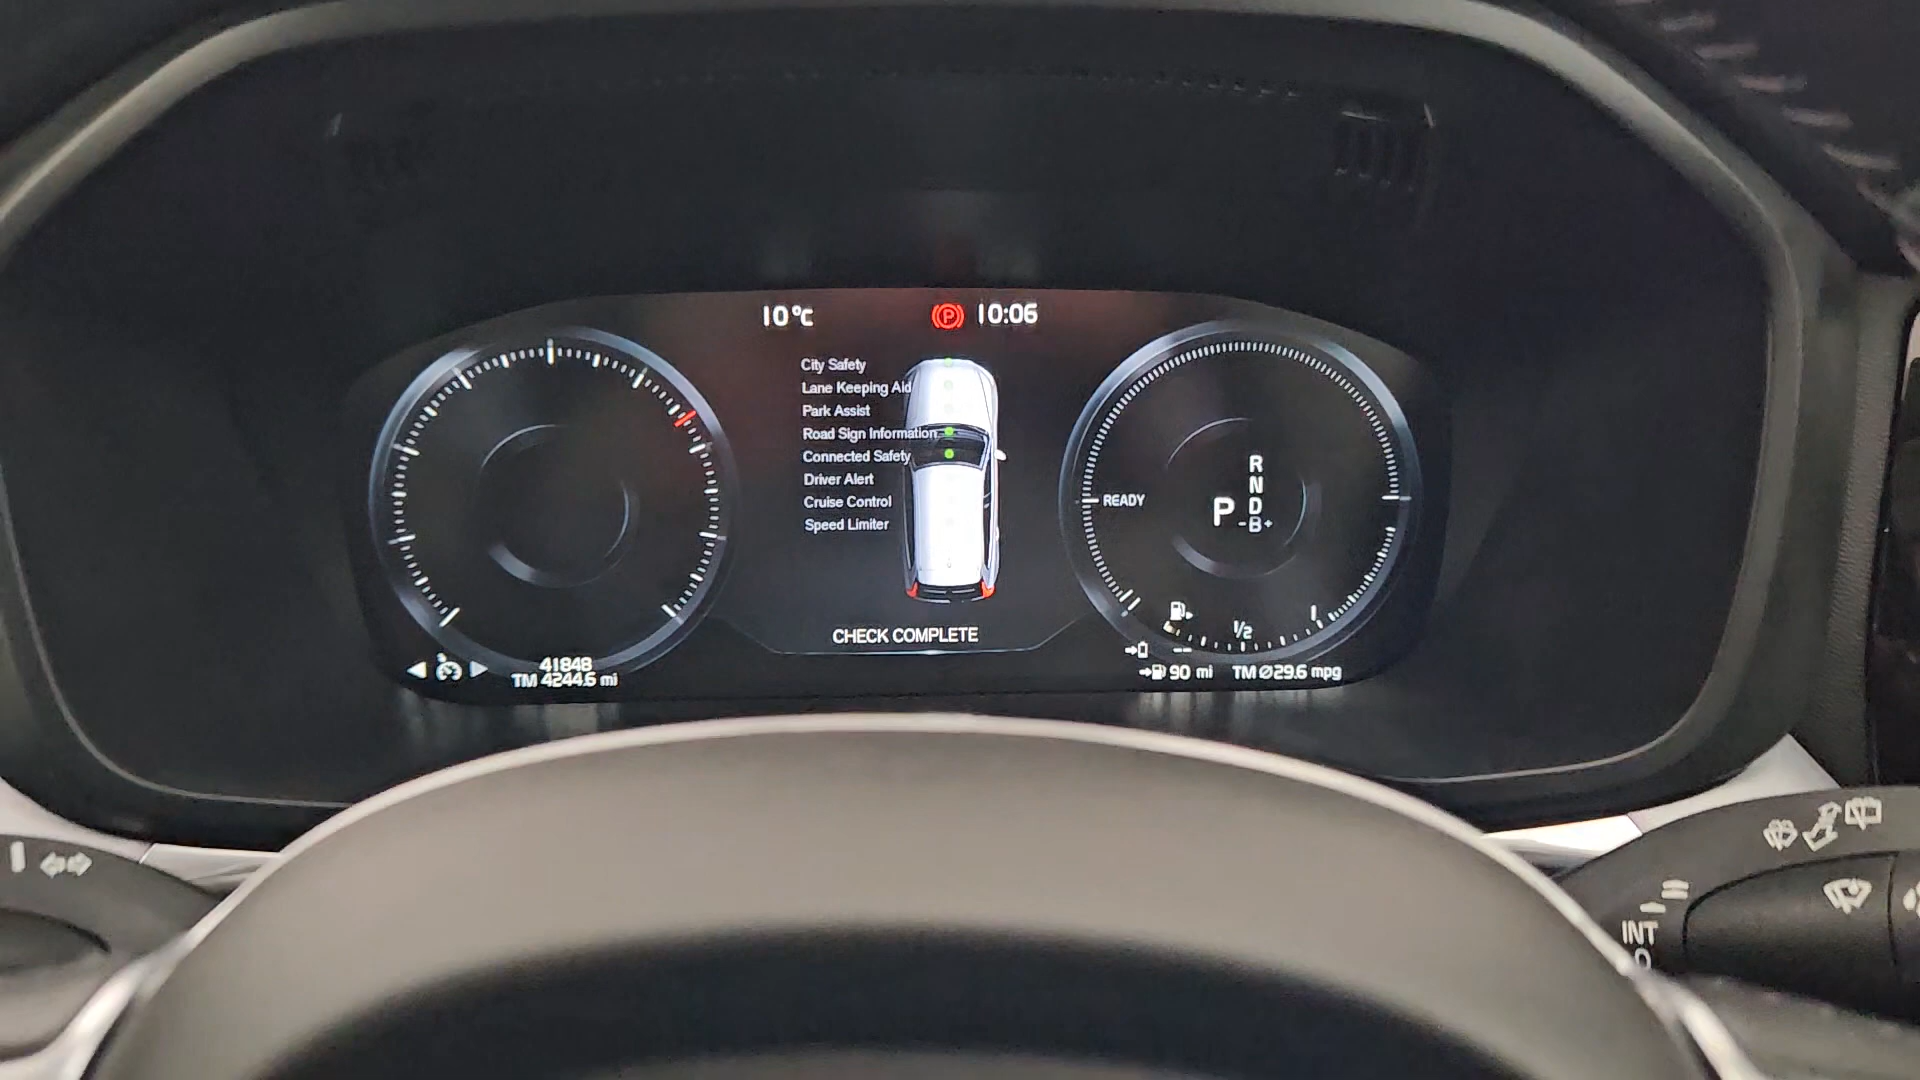 10°C
10:06
City Safety
Lane Keeping Aid
Park Assist
Road Sign Information
Connected Safety
Driver Alert
Cruise Control
Speed Limiter
CHECK COMPLETE
READY
R
N
D
P -B+
1/2
1
41848
TM 4244.6 mi
--
90 mi
TM Ø29.6 mpg
INT
O